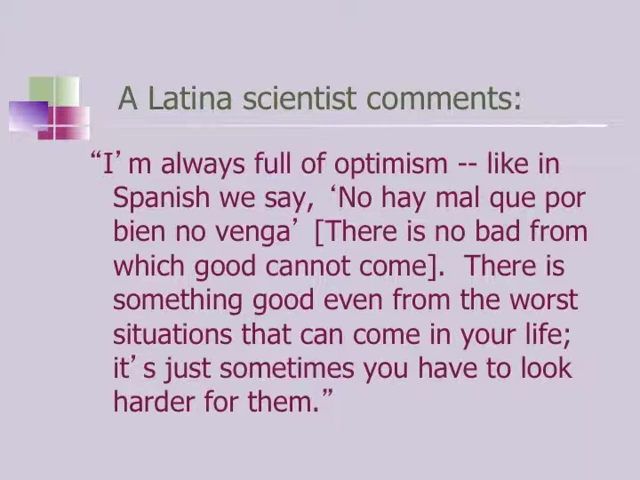 A Latina scientist comments:
“I’m always full of optimism -- like in
Spanish we say, ‘No hay mal que por
bien no venga’ [There is no bad from
which good cannot come].  There is
something good even from the worst
situations that can come in your life;
it’s just sometimes you have to look
harder for them.”